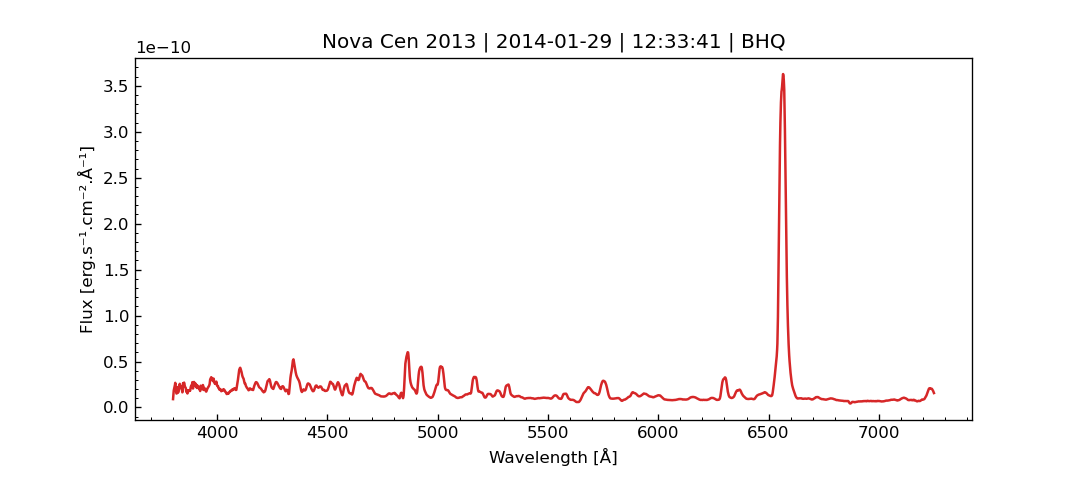 Nova Cen 2013 | 2014-01-29 | 12:33:41 | BHQ
1e−10
3.5
3.0
2.5
2.0
1.5
1.0
0.5
0.0
Flux [erg.s⁻¹.cm⁻².Å⁻¹]
4000 4500 5000 5500 6000 6500 7000
Wavelength [Å]